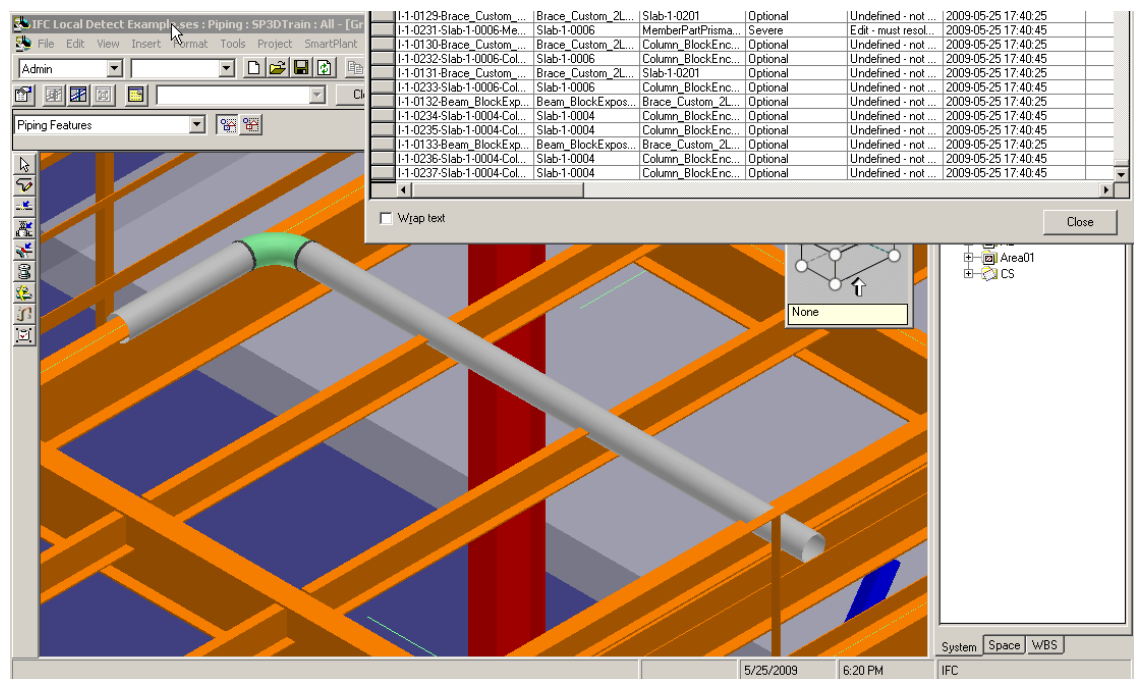 IFC Local Detect Example.ses : Piping : SP3DTrain : All - [Gr
File Edit View Insert Format Tools Project SmartPlant
Admin
Piping Features
I-1-0129-Brace_Custom_... Brace_Custom_2L... Slab-1-0201 Optional Undefined - not ... 2009-05-25 17:40:25
I-1-0231-Slab-1-0006-Me... Slab-1-0006 MemberPartPrisma... Severe Edit - must resol... 2009-05-25 17:40:45
I-1-0130-Brace_Custom_... Brace_Custom_2L... Column_BlockEnc... Optional Undefined - not ... 2009-05-25 17:40:25
I-1-0232-Slab-1-0006-Col... Slab-1-0006 Column_BlockEnc... Optional Undefined - not ... 2009-05-25 17:40:45
I-1-0131-Brace_Custom_... Brace_Custom_2L... Slab-1-0201 Optional Undefined - not ... 2009-05-25 17:40:25
I-1-0233-Slab-1-0006-Col... Slab-1-0006 Column_BlockEnc... Optional Undefined - not ... 2009-05-25 17:40:45
I-1-0132-Beam_BlockExp... Beam_BlockExpos... Brace_Custom_2L... Optional Undefined - not ... 2009-05-25 17:40:25
I-1-0234-Slab-1-0004-Col... Slab-1-0004 Column_BlockEnc... Optional Undefined - not ... 2009-05-25 17:40:45
I-1-0235-Slab-1-0004-Col... Slab-1-0004 Column_BlockEnc... Optional Undefined - not ... 2009-05-25 17:40:45
I-1-0133-Beam_BlockExp... Beam_BlockExpos... Brace_Custom_2L... Optional Undefined - not ... 2009-05-25 17:40:25
I-1-0236-Slab-1-0004-Col... Slab-1-0004 Column_BlockEnc... Optional Undefined - not ... 2009-05-25 17:40:45
I-1-0237-Slab-1-0004-Col... Slab-1-0004 Column_BlockEnc... Optional Undefined - not ... 2009-05-25 17:40:45
Wrap text
Close
Area01
CS
None
System Space WBS
5/25/2009 6:20 PM IFC